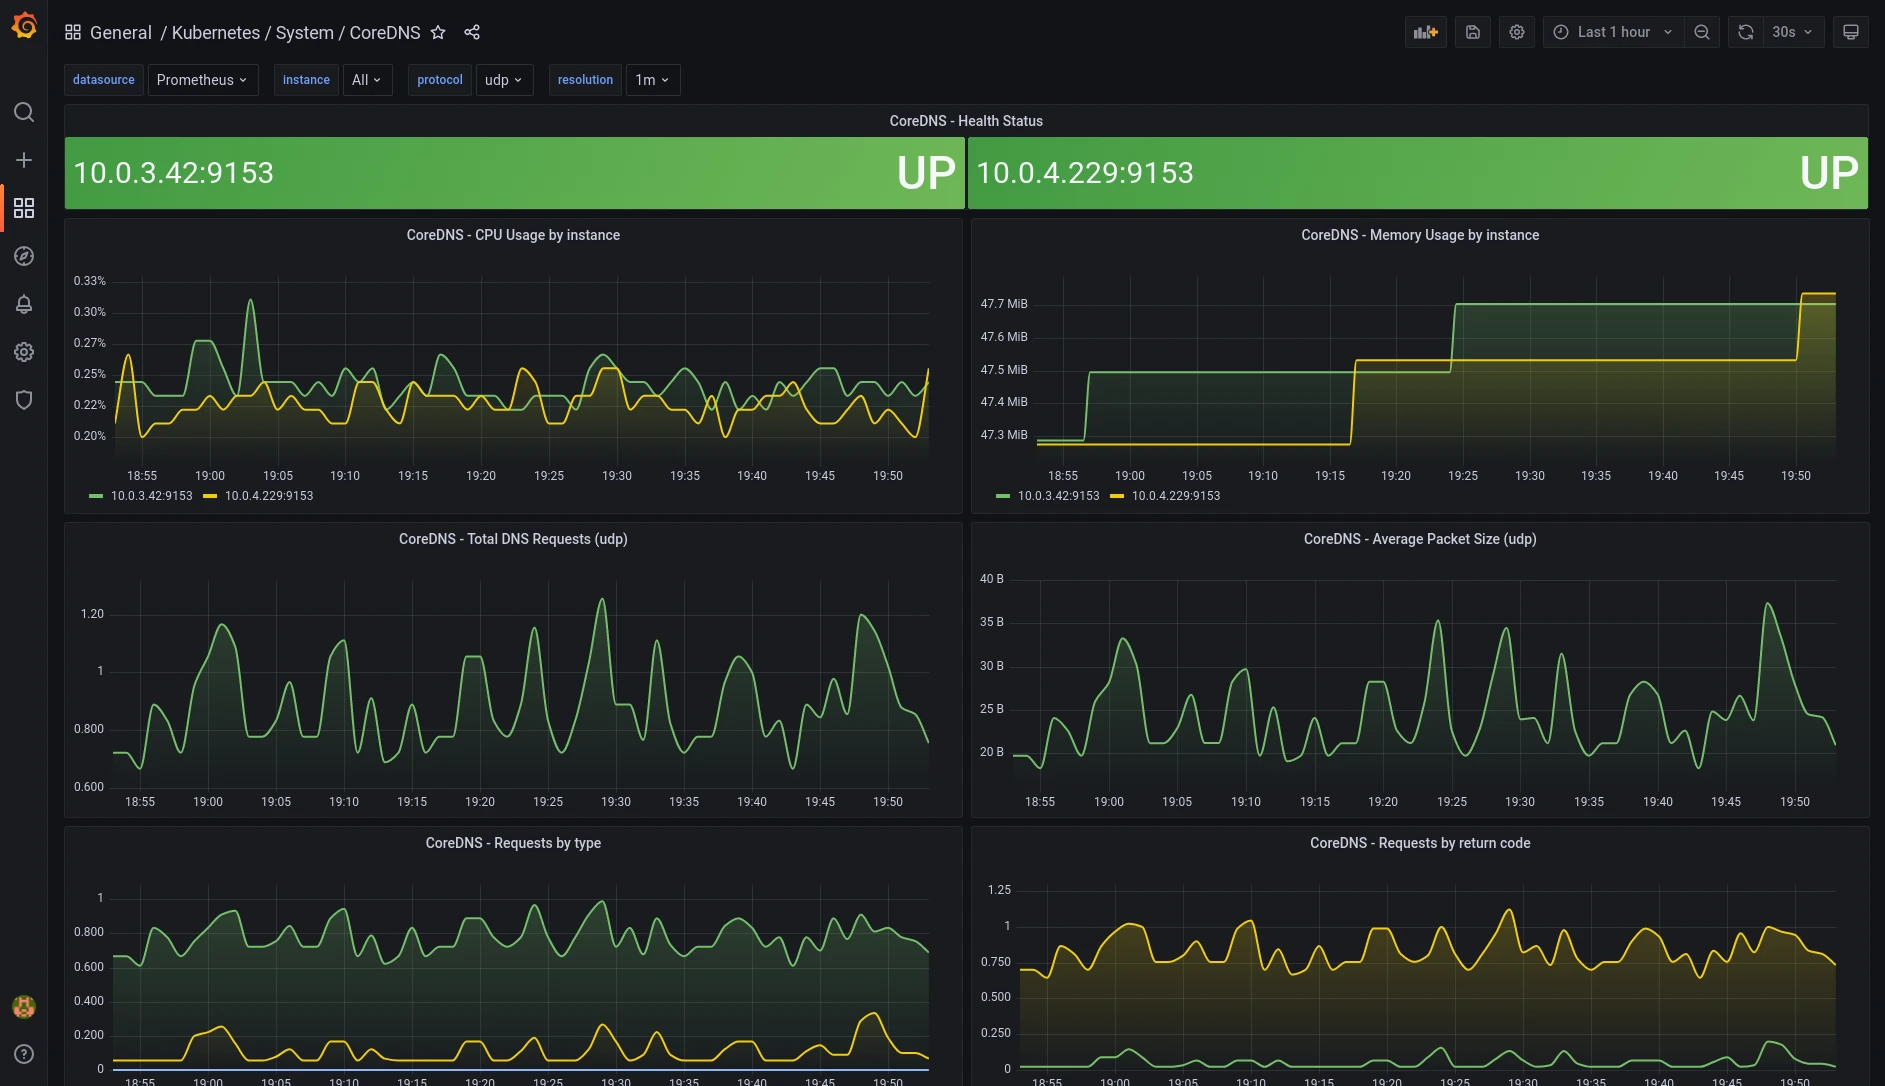 General / Kubernetes / System / CoreDNS
Last 1 hour
30s
datasource Prometheus instance All protocol udp resolution 1m
CoreDNS - Health Status
10.0.3.42:9153 UP
10.0.4.229:9153 UP
CoreDNS - CPU Usage by instance
0.33%
0.30%
0.27%
0.25%
0.22%
0.20%
18:55 19:00 19:05 19:10 19:15 19:20 19:25 19:30 19:35 19:40 19:45 19:50
10.0.3.42:9153 10.0.4.229:9153
CoreDNS - Memory Usage by instance
47.7 MiB
47.6 MiB
47.5 MiB
47.4 MiB
47.3 MiB
18:55 19:00 19:05 19:10 19:15 19:20 19:25 19:30 19:35 19:40 19:45 19:50
10.0.3.42:9153 10.0.4.229:9153
CoreDNS - Total DNS Requests (udp)
1.20
1
0.800
0.600
18:55 19:00 19:05 19:10 19:15 19:20 19:25 19:30 19:35 19:40 19:45 19:50
CoreDNS - Average Packet Size (udp)
40 B
35 B
30 B
25 B
20 B
18:55 19:00 19:05 19:10 19:15 19:20 19:25 19:30 19:35 19:40 19:45 19:50
CoreDNS - Requests by type
1
0.800
0.600
0.400
0.200
0
18:55 19:00 19:05 19:10 19:15 19:20 19:25 19:30 19:35 19:40 19:45 19:50
CoreDNS - Requests by return code
1.25
1
0.750
0.500
0.250
0
18:55 19:00 19:05 19:10 19:15 19:20 19:25 19:30 19:35 19:40 19:45 19:50